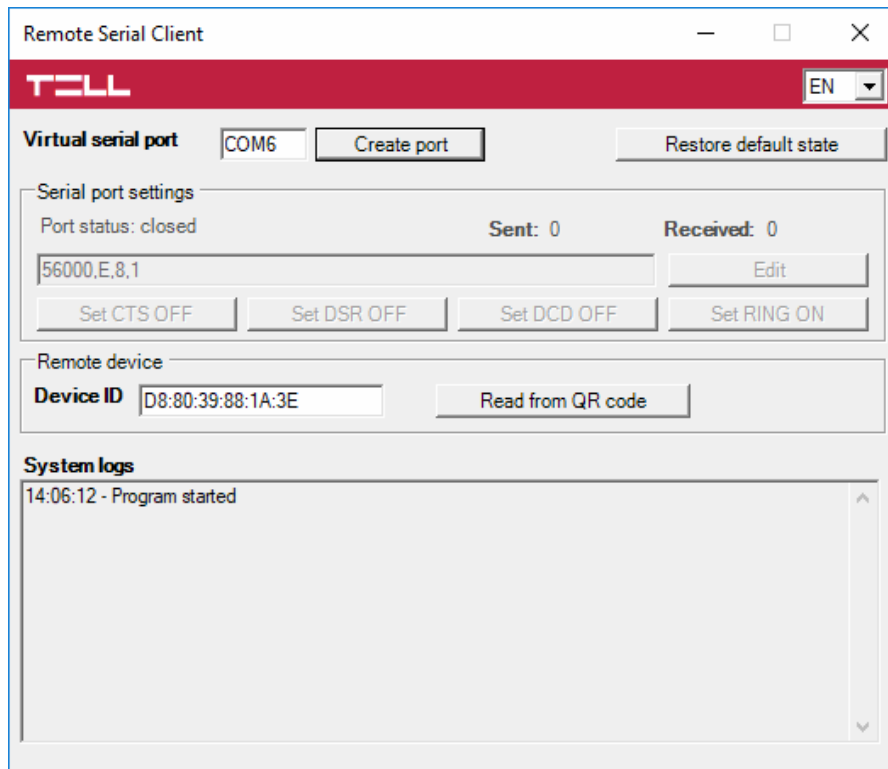 Remote Serial Client
TELL
EN
Virtual serial port COM6 Create port Restore default state
Serial port settings
Port status: closed Sent: 0 Received: 0
56000,E,8,1 Edit
Set CTS OFF Set DSR OFF Set DCD OFF Set RING ON
Remote device
Device ID D8:80:39:88:1A:3E Read from QR code
System logs
14:06:12 - Program started